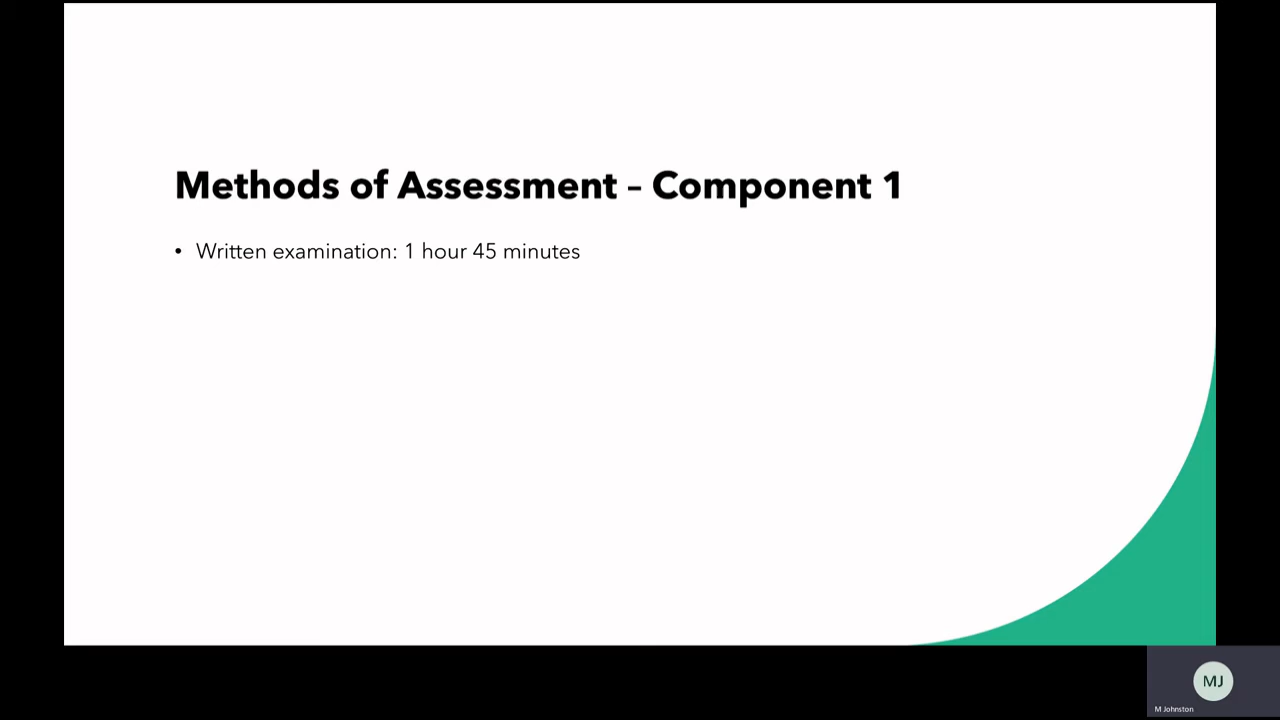 Methods of Assessment – Component 1
• Written examination: 1 hour 45 minutes
MJ
M Johnston